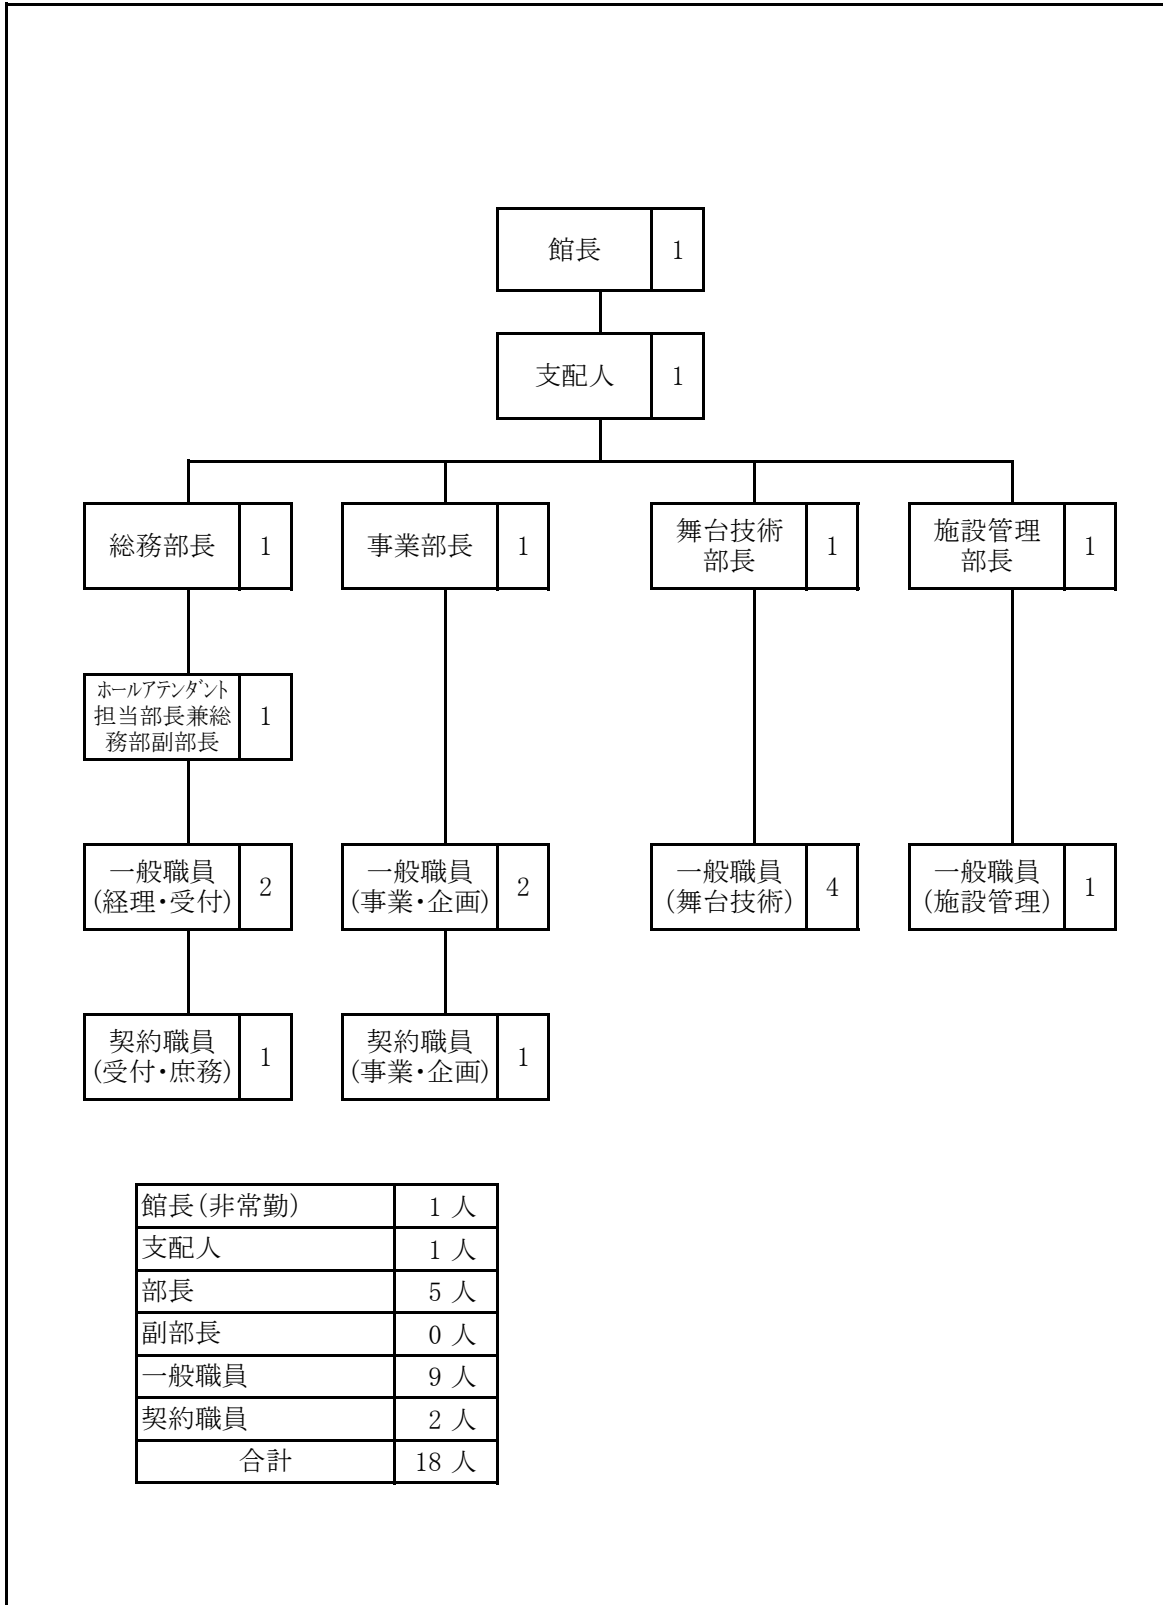 館長 1
支配人 1
総務部長 1
事業部長 1
舞台技術
部長 1
施設管理
部長 1
ホールアテンダント
担当部長兼総
務部副部長 1
一般職員
(経理・受付) 2
一般職員
(事業・企画) 2
一般職員
(舞台技術) 4
一般職員
(施設管理) 1
契約職員
(受付・庶務) 1
契約職員
(事業・企画) 1
館長(非常勤) 1 人
支配人 1 人
部長 5 人
副部長 0 人
一般職員 9 人
契約職員 2 人
合計 18 人